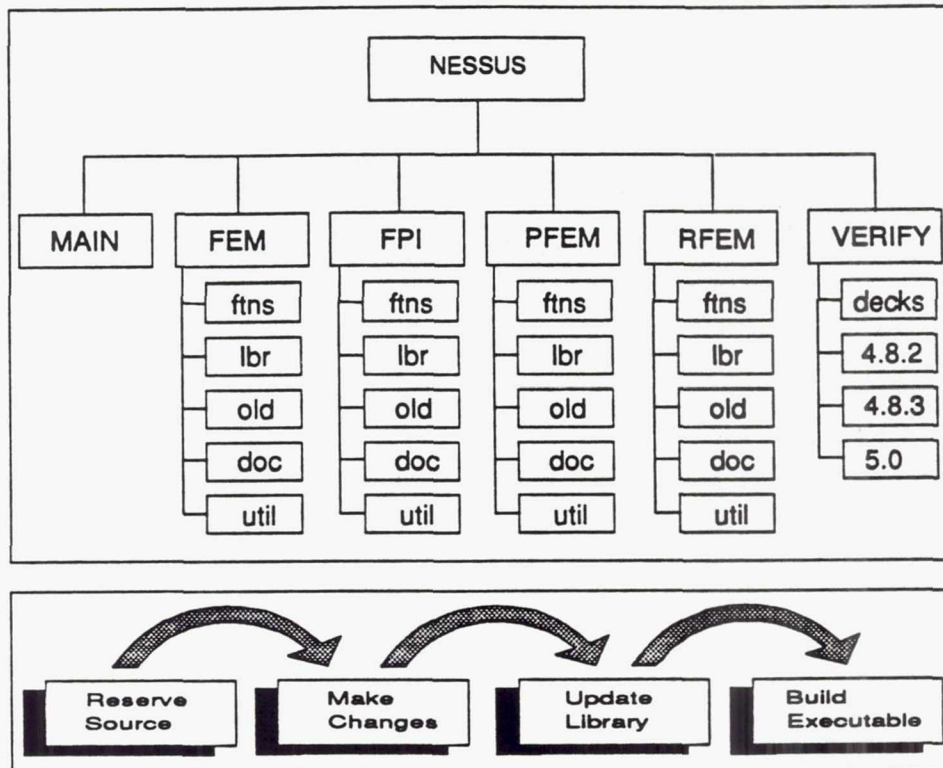 NESSUS
MAIN
FEM
FPI
PFEM
RFEM
VERIFY
ftns
ftns
ftns
ftns
decks
lbr
lbr
lbr
lbr
4.8.2
old
old
old
old
4.8.3
doc
doc
doc
doc
5.0
util
util
util
util
Reserve
Source
Make
Changes
Update
Library
Build
Executable